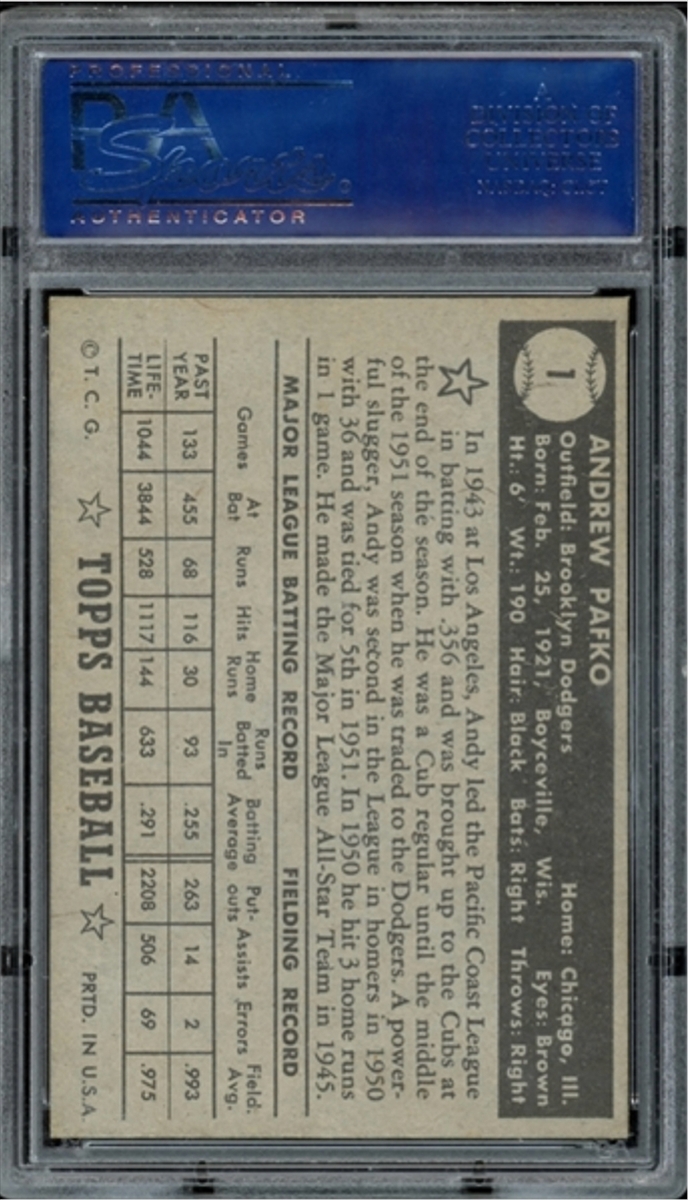 PROFESSIONAL
PSA
Sports
AUTHENTICATOR
A
DIVISION OF
COLLECTORS
UNIVERSE
NASDAQ: CLCT
1
ANDREW PAFKO
Outfield: Brooklyn Dodgers Home: Chicago, Ill.
Born: Feb. 25, 1921, Boyceville, Wis. Eyes: Brown
Ht.: 6' Wt.: 190 Hair: Black Bats: Right Throws: Right
In 1943 at Los Angeles, Andy led the Pacific Coast League
in batting with .356 and was brought up to the Cubs at
the end of the season. He was a Cub regular until the middle
of the 1951 season when he was traded to the Dodgers. A power-
ful slugger, Andy was second in the League in homers in 1950
with 36 and was tied for 5th in 1951. In 1950 he hit 3 home runs
in 1 game. He made the Major League All-Star Team in 1945.
MAJOR LEAGUE BATTING RECORD FIELDING RECORD
Games At Bat Runs Hits Home Runs Runs Batted In Batting Average Put-outs Assists Errors Field. Avg.
PAST YEAR 133 455 68 116 30 93 .255 263 14 2 .993
LIFE-TIME 1044 3844 528 1117 144 633 .291 2208 506 69 .975
© T. C. G. ☆ TOPPS BASEBALL ☆ PRTD. IN U.S.A.